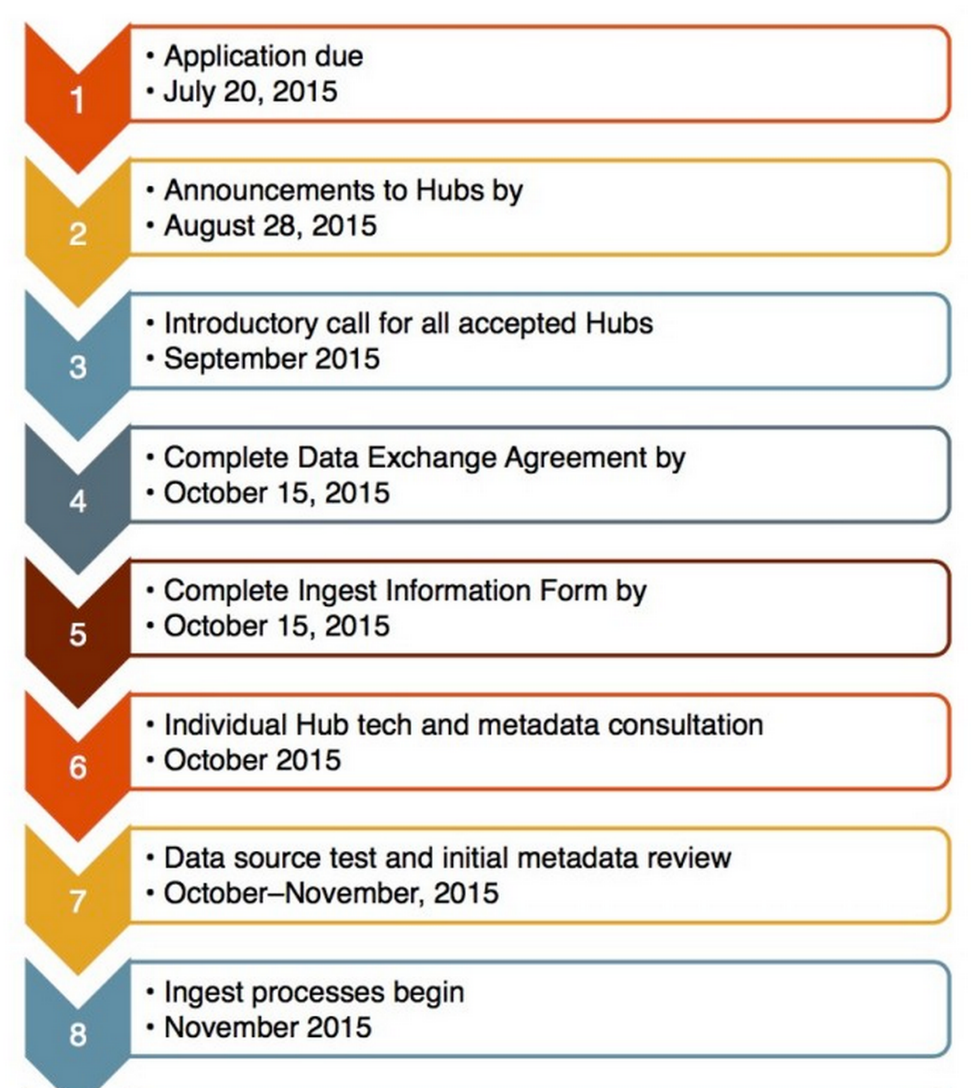 1
• Application due
• July 20, 2015
2
• Announcements to Hubs by
• August 28, 2015
3
• Introductory call for all accepted Hubs
• September 2015
4
• Complete Data Exchange Agreement by
• October 15, 2015
5
• Complete Ingest Information Form by
• October 15, 2015
6
• Individual Hub tech and metadata consultation
• October 2015
7
• Data source test and initial metadata review
• October–November, 2015
8
• Ingest processes begin
• November 2015